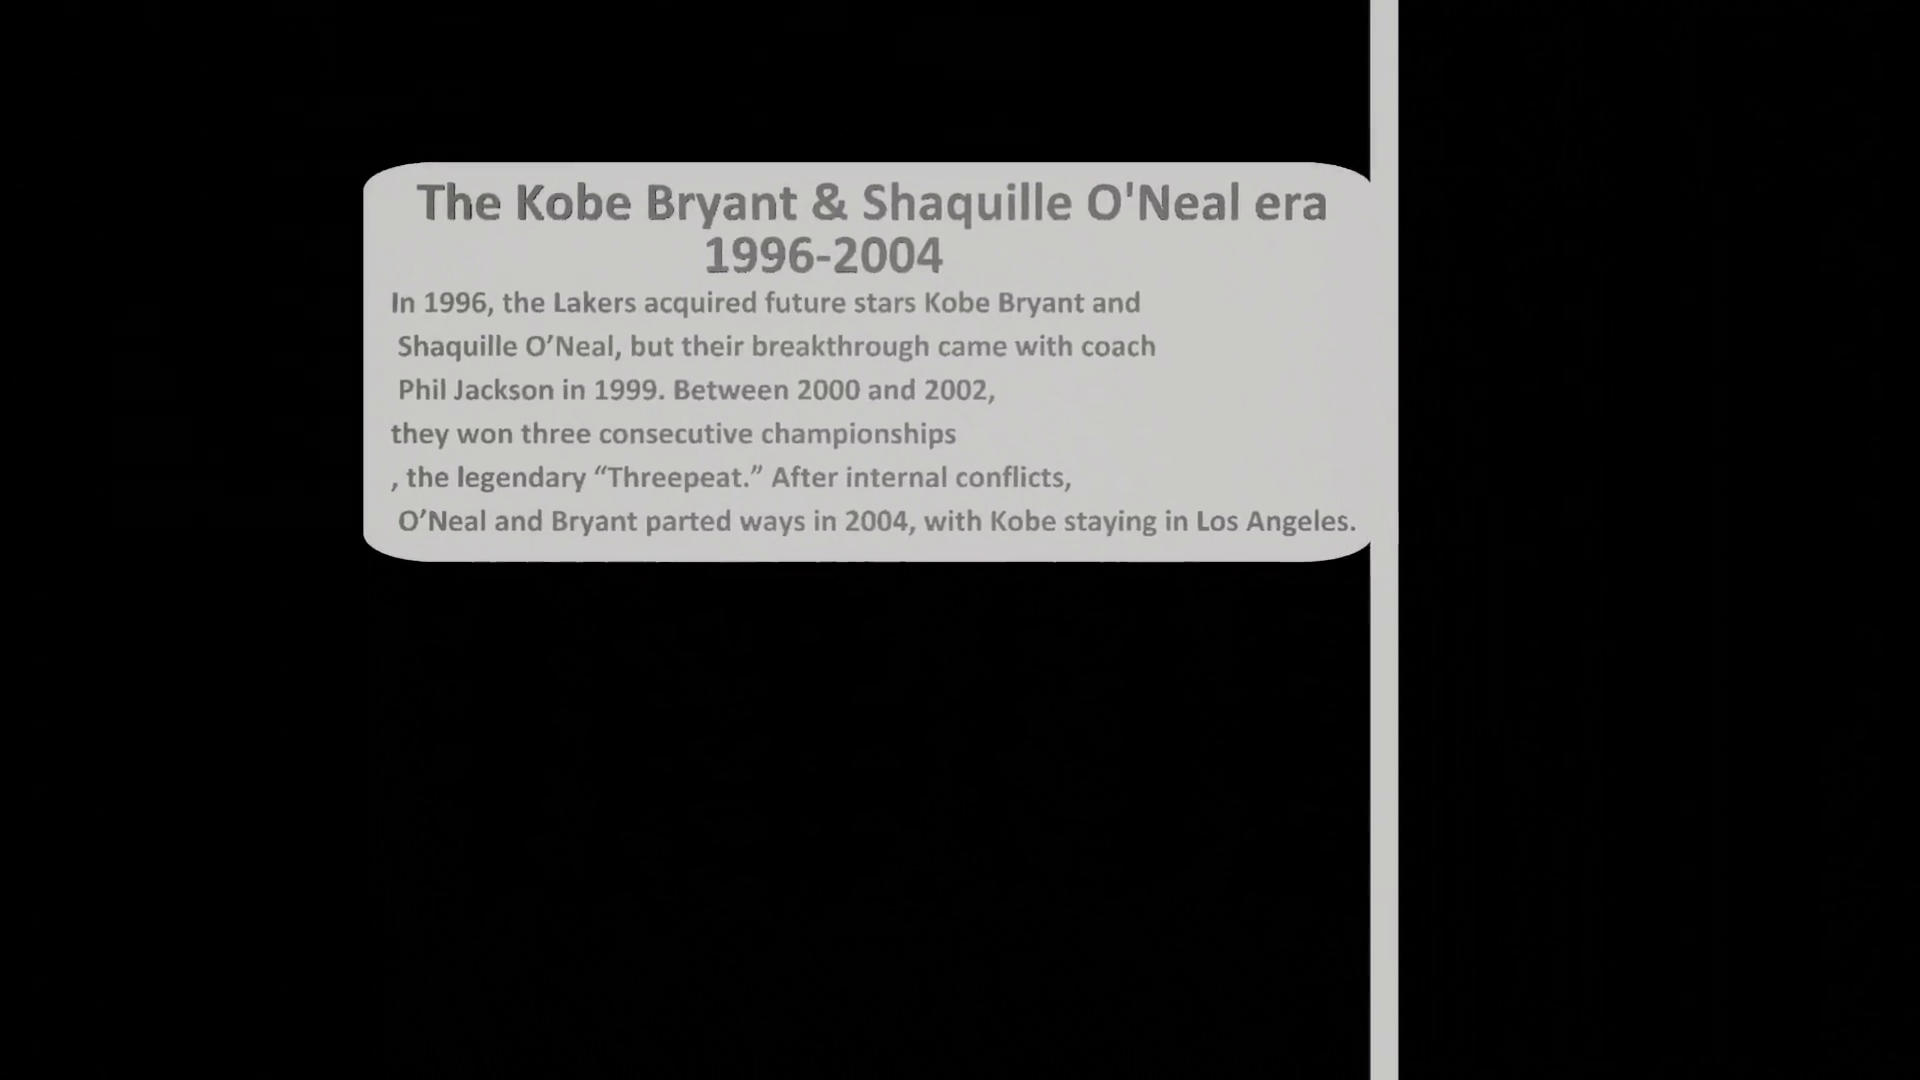 The Kobe Bryant & Shaquille O'Neal era
1996-2004
In 1996, the Lakers acquired future stars Kobe Bryant and
Shaquille O’Neal, but their breakthrough came with coach
Phil Jackson in 1999. Between 2000 and 2002,
they won three consecutive championships
, the legendary “Threepeat.” After internal conflicts,
O’Neal and Bryant parted ways in 2004, with Kobe staying in Los Angeles.